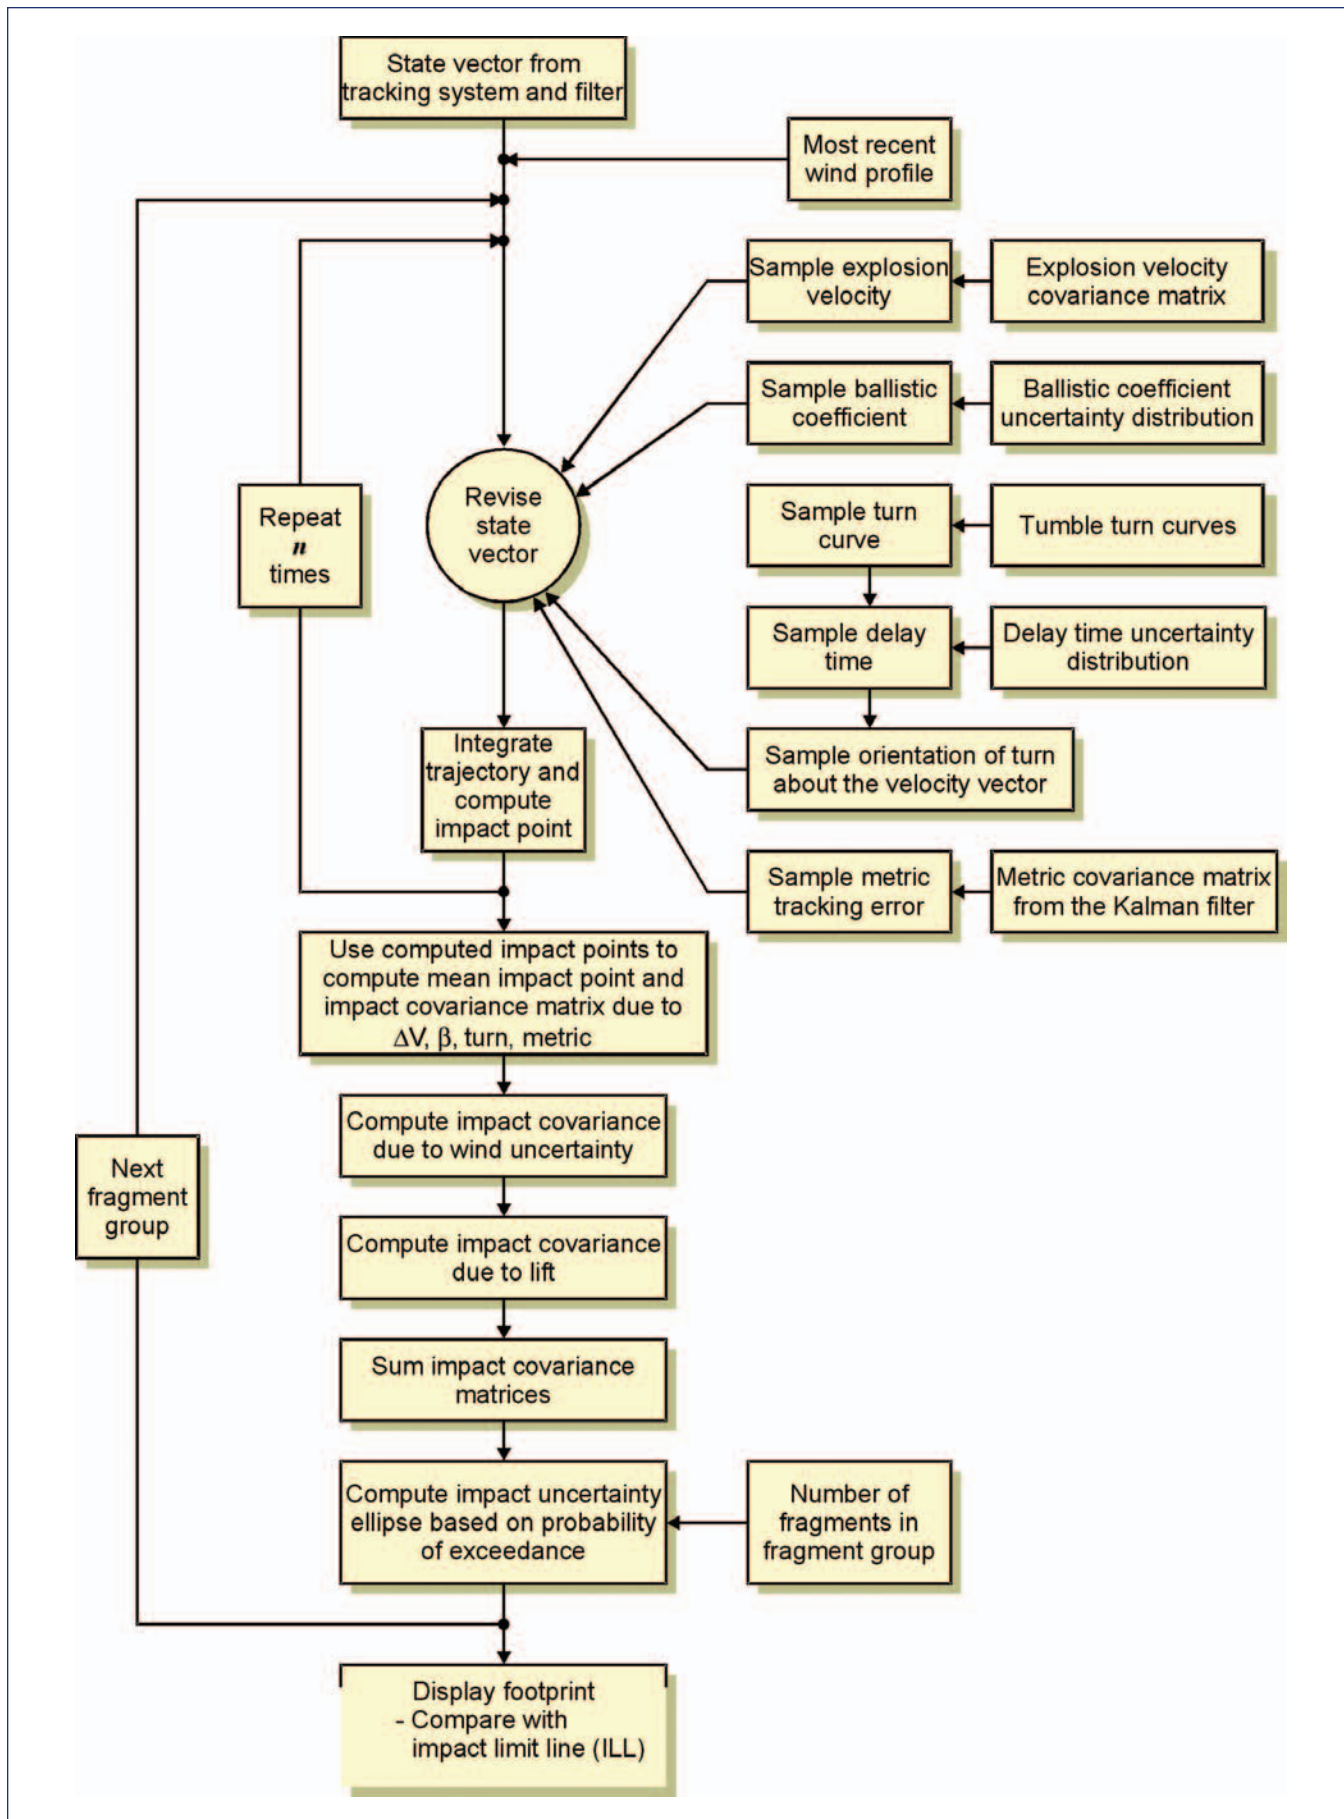 State vector from
tracking system and filter
Most recent
wind profile
Sample explosion
velocity
Explosion velocity
covariance matrix
Sample ballistic
coefficient
Ballistic coefficient
uncertainty distribution
Repeat
n
times
Revise
state
vector
Sample turn
curve
Tumble turn curves
Sample delay
time
Delay time uncertainty
distribution
Integrate
trajectory and
compute
impact point
Sample orientation of turn
about the velocity vector
Sample metric
tracking error
Metric covariance matrix
from the Kalman filter
Use computed impact points to
compute mean impact point and
impact covariance matrix due to
ΔV, β, turn, metric
Compute impact covariance
due to wind uncertainty
Next
fragment
group
Compute impact covariance
due to lift
Sum impact covariance
matrices
Compute impact uncertainty
ellipse based on probability
of exceedance
Number of
fragments in
fragment group
Display footprint
- Compare with
impact limit line (ILL)